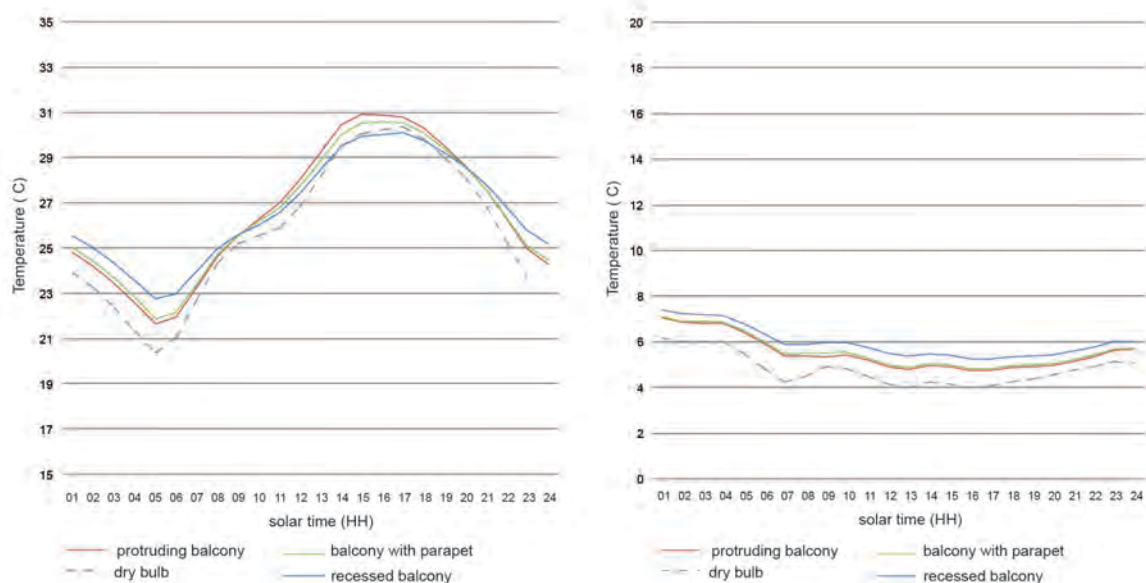 35
33
31
29
27
25
23
21
19
17
15
Temperature ( C)
01 02 03 04 05 06 07 08 09 10 11 12 13 14 15 16 17 18 19 20 21 22 23 24
solar time (HH)
protruding balcony
balcony with parapet
dry bulb
recessed balcony
20
18
16
14
12
10
8
6
4
2
0
Temperature ( C)
01 02 03 04 05 06 07 08 09 10 11 12 13 14 15 16 17 18 19 20 21 22 23 24
solar time (HH)
protruding balcony
balcony with parapet
dry bulb
recessed balcony